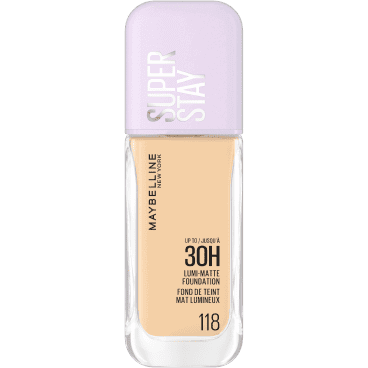 SUPER
STAY
MAYBELLINE
NEW YORK
UP TO / JUSQU'À
30H
LUMI-MATTE
FOUNDATION
FOND DE TEINT
MAT LUMINEUX
118